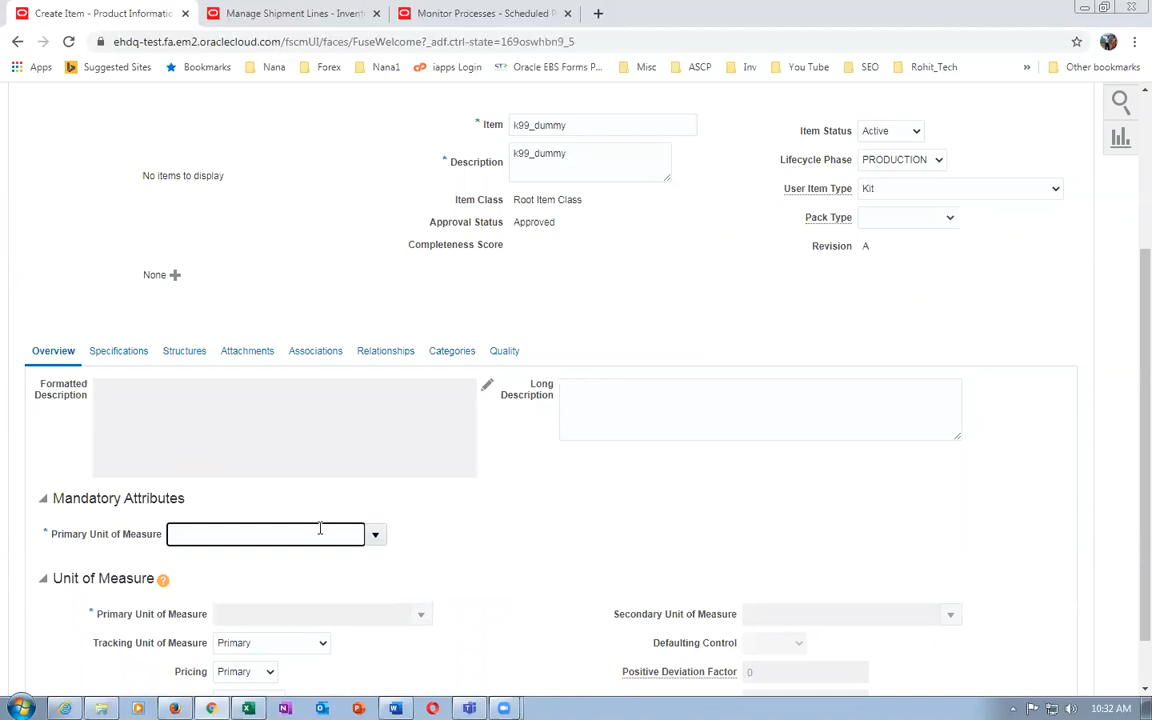 Create Item - Product Informatic
Manage Shipment Lines - Invent
Monitor Processes - Scheduled P
ehdq-test.fa.em2.oraclecloud.com/fscmUI/faces/FuseWelcome?_adf.ctrl-state=169oswhbn9_5
Apps Suggested Sites Bookmarks Nana Forex Nana1 iapps Login Oracle EBS Forms P... Misc ASCP Inv You Tube SEO Rohit_Tech » Other bookmarks
* Item k99_dummy
Item Status Active
* Description k99_dummy
Lifecycle Phase PRODUCTION
No items to display
User Item Type Kit
Item Class Root Item Class
Pack Type
Approval Status Approved
Completeness Score
Revision A
None
Overview Specifications Structures Attachments Associations Relationships Categories Quality
Formatted Description
Long Description
Mandatory Attributes
* Primary Unit of Measure
Unit of Measure ?
* Primary Unit of Measure
Secondary Unit of Measure
Tracking Unit of Measure Primary
Defaulting Control
Pricing Primary
Positive Deviation Factor 0
10:32 AM